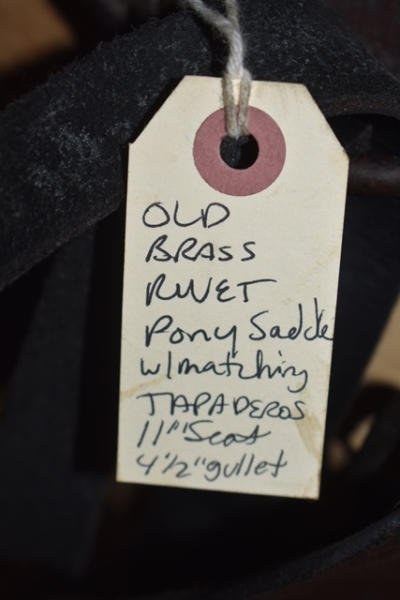 OLD
BRASS
RIVET
Pony Saddle
w/matching
TAPADEROS
11" Seat
4 1/2" gullet